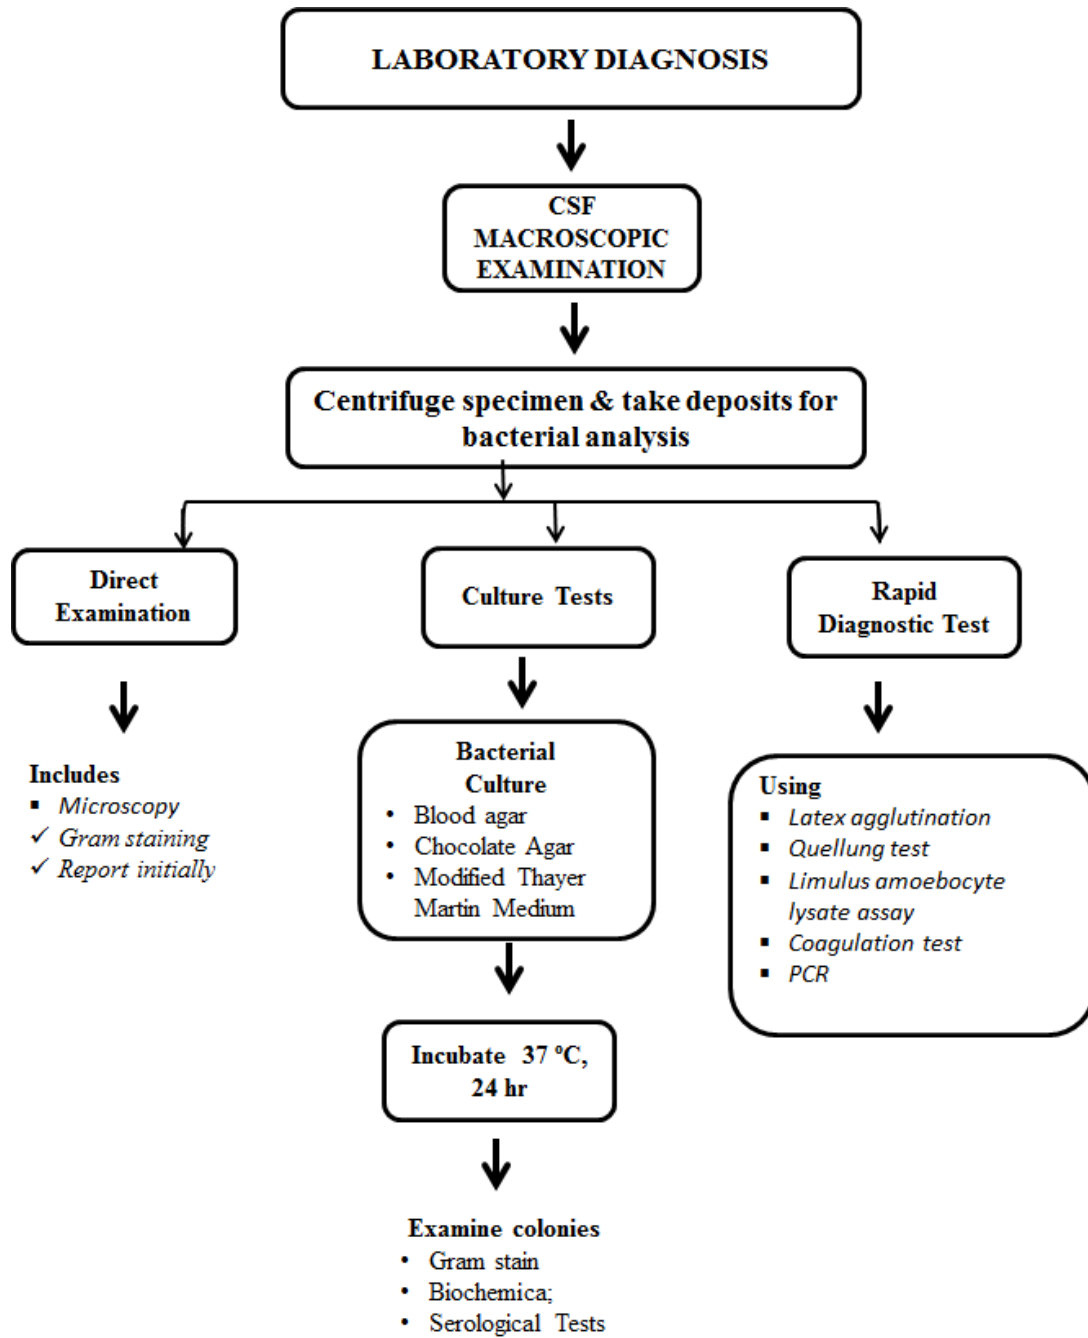 LABORATORY DIAGNOSIS
CSF
MACROSCOPIC
EXAMINATION
Centrifuge specimen & take deposits for
bacterial analysis
Direct
Examination
Includes
▪ Microscopy
✓ Gram staining
✓ Report initially
Culture Tests
Bacterial
Culture
• Blood agar
• Chocolate Agar
• Modified Thayer
Martin Medium
Incubate 37 ºC,
24 hr
Examine colonies
• Gram stain
• Biochemica;
• Serological Tests
Rapid
Diagnostic Test
Using
▪ Latex agglutination
▪ Quellung test
▪ Limulus amoebocyte
lysate assay
▪ Coagulation test
▪ PCR